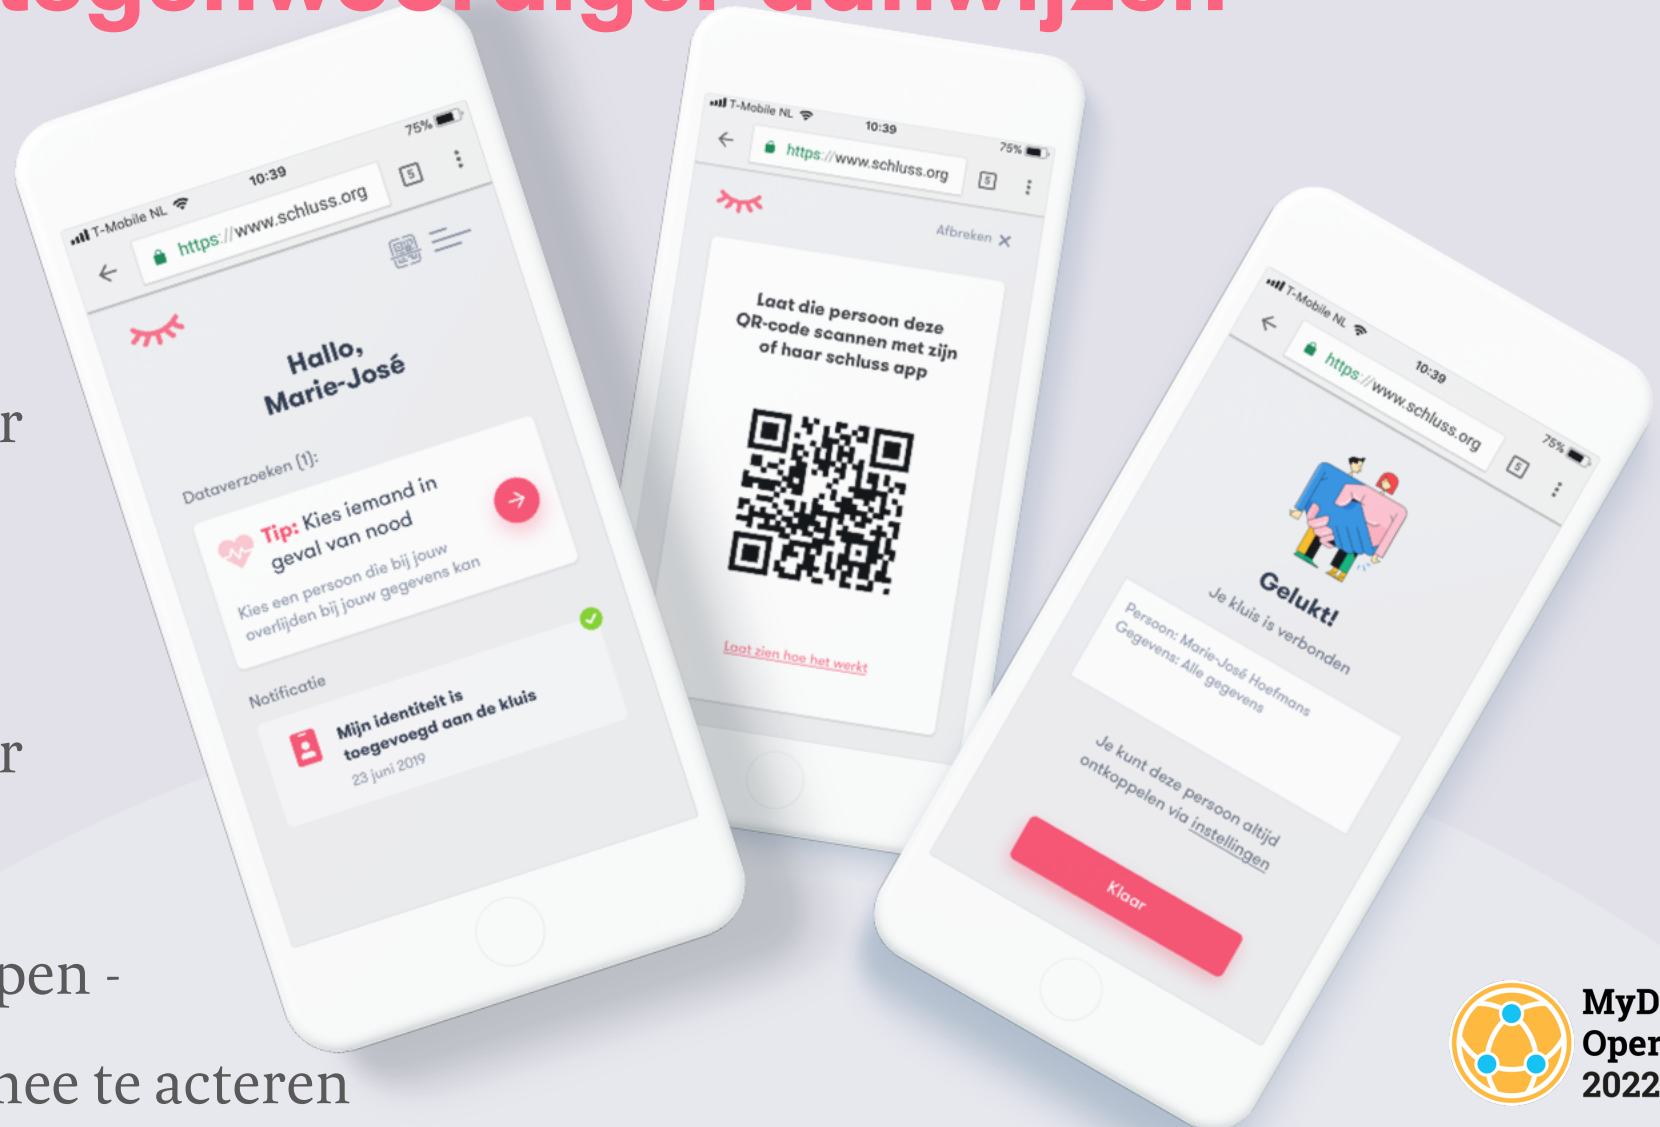 tegenwoordiger aanwijzen
r
r
pen -
nee te acteren
T-Mobile NL
10:39
75%
https://www.schluss.org
5
Hallo,
Marie-José
Dataverzoeken (1):
Tip: Kies iemand in
geval van nood
Kies een persoon die bij jouw
overlijden bij jouw gegevens kan
Notificatie
Mijn identiteit is
toegevoegd aan de kluis
23 juni 2019
T-Mobile NL
10:39
75%
https://www.schluss.org
5
Afbreken
Laat die persoon deze
QR-code scannen met zijn
of haar schluss app
Laat zien hoe het werkt
T-Mobile NL
10:39
75%
https://www.schluss.org
5
Gelukt!
Je kluis is verbonden
Persoon: Marie-José Hoefmans
Gegevens: Alle gegevens
Je kunt deze persoon altijd
ontkoppelen via instellingen
Klaar
MyD
Oper
2022